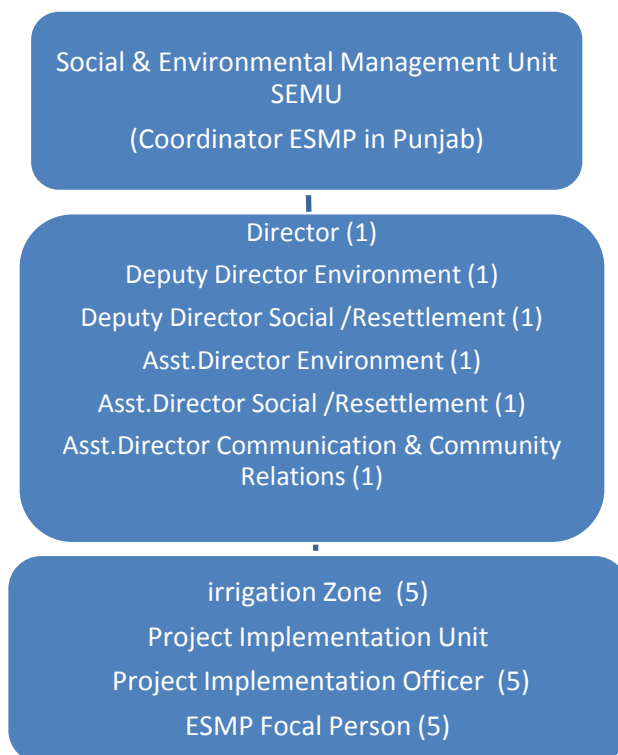 Social & Environmental Management Unit
SEMU
(Coordinator ESMP in Punjab)
Director (1)
Deputy Director Environment (1)
Deputy Director Social /Resettlement (1)
Asst.Director Environment (1)
Asst.Director Social /Resettlement (1)
Asst.Director Communication & Community
Relations (1)
irrigation Zone (5)
Project Implementation Unit
Project Implementation Officer (5)
ESMP Focal Person (5)